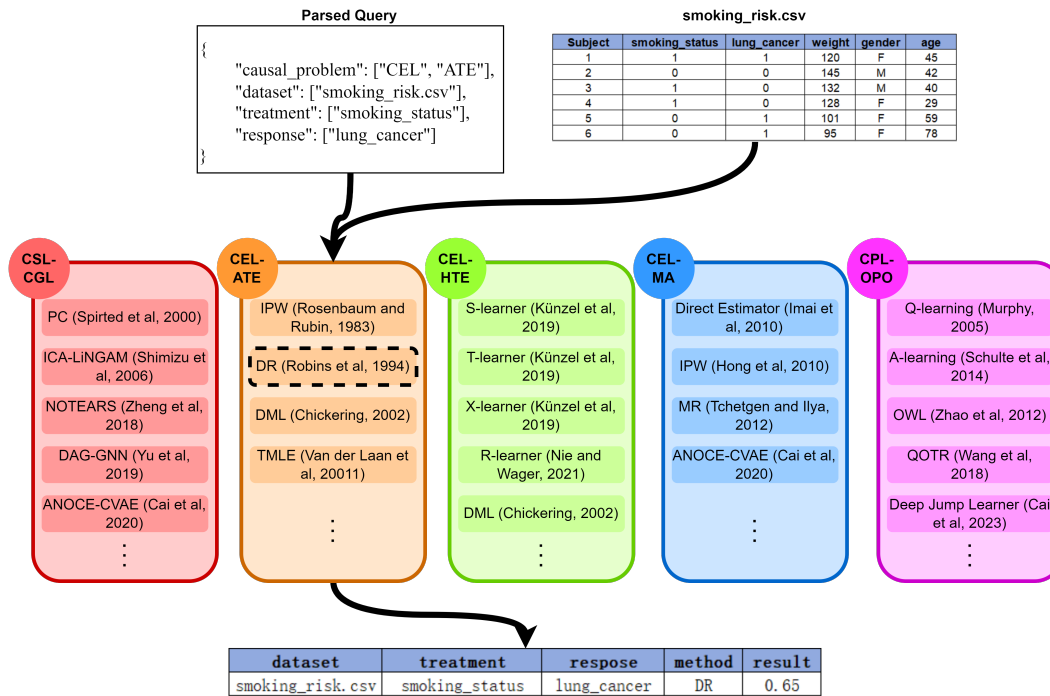 Parsed Query
{
"causal_problem": ["CEL", "ATE"],
"dataset": ["smoking_risk.csv"],
"treatment": ["smoking_status"],
"response": ["lung_cancer"]
}
smoking_risk.csv
Subject smoking_status lung_cancer weight gender age
1 1 1 120 F 45
2 0 0 145 M 42
3 1 0 132 M 40
4 1 0 128 F 29
5 0 1 101 F 59
6 0 1 95 F 78
CSL-
CGL
PC (Spirted et al, 2000)
ICA-LiNGAM (Shimizu et
al, 2006)
NOTEARS (Zheng et al,
2018)
DAG-GNN (Yu et al,
2019)
ANOCE-CVAE (Cai et al,
2020)
CEL-
ATE
IPW (Rosenbaum and
Rubin, 1983)
DR (Robins et al, 1994)
DML (Chickering, 2002)
TMLE (Van der Laan et
al, 20011)
CEL-
HTE
S-learner (Künzel et al,
2019)
T-learner (Künzel et al,
2019)
X-learner (Künzel et al,
2019)
R-learner (Nie and
Wager, 2021)
DML (Chickering, 2002)
CEL-
MA
Direct Estimator (Imai et
al, 2010)
IPW (Hong et al, 2010)
MR (Tchetgen and Ilya,
2012)
ANOCE-CVAE (Cai et al,
2020)
CPL-
OPO
Q-learning (Murphy,
2005)
A-learning (Schulte et al,
2014)
OWL (Zhao et al, 2012)
QOTR (Wang et al,
2018)
Deep Jump Learner (Cai
et al, 2023)
dataset treatment respose method result
smoking_risk.csv smoking_status lung_cancer DR 0.65